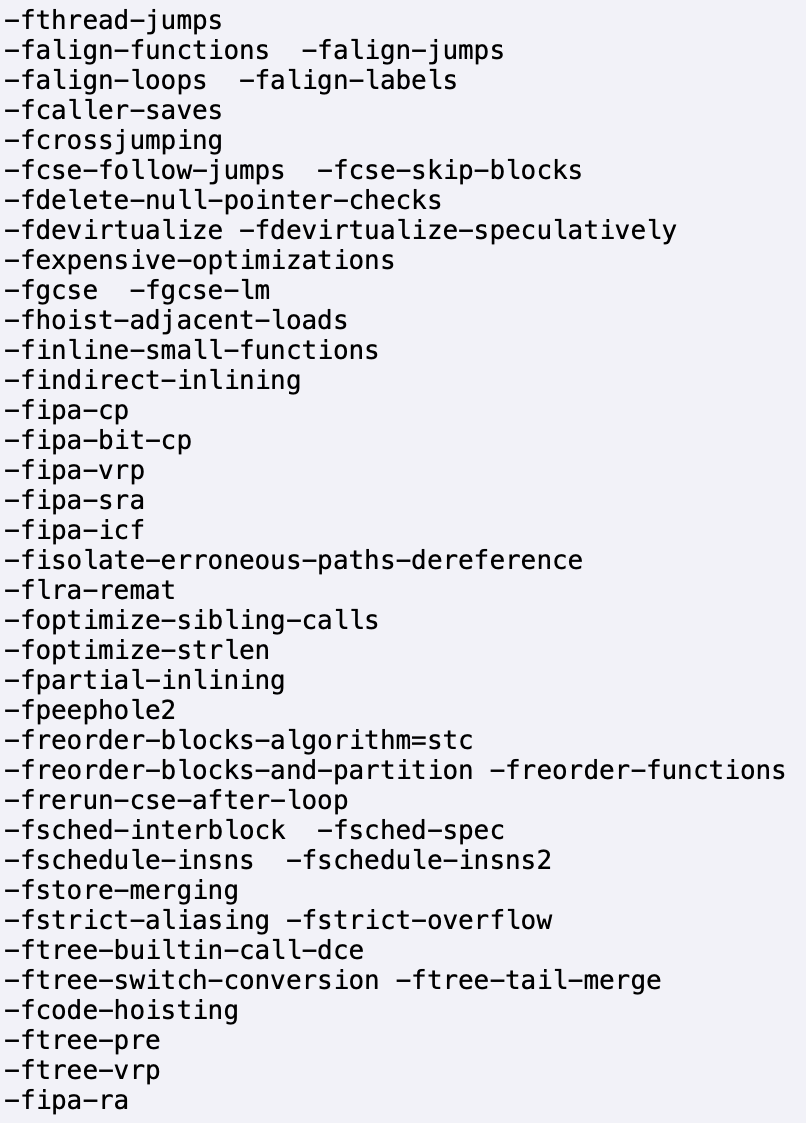 -fthread-jumps
-falign-functions  -falign-jumps
-falign-loops  -falign-labels
-fcaller-saves
-fcrossjumping
-fcse-follow-jumps  -fcse-skip-blocks
-fdelete-null-pointer-checks
-fdevirtualize -fdevirtualize-speculatively
-fexpensive-optimizations
-fgcse  -fgcse-lm
-fhoist-adjacent-loads
-finline-small-functions
-findirect-inlining
-fipa-cp
-fipa-bit-cp
-fipa-vrp
-fipa-sra
-fipa-icf
-fisolate-erroneous-paths-dereference
-flra-remat
-foptimize-sibling-calls
-foptimize-strlen
-fpartial-inlining
-fpeephole2
-freorder-blocks-algorithm=stc
-freorder-blocks-and-partition -freorder-functions
-frerun-cse-after-loop
-fsched-interblock  -fsched-spec
-fschedule-insns  -fschedule-insns2
-fstore-merging
-fstrict-aliasing -fstrict-overflow
-ftree-builtin-call-dce
-ftree-switch-conversion -ftree-tail-merge
-fcode-hoisting
-ftree-pre
-ftree-vrp
-fipa-ra